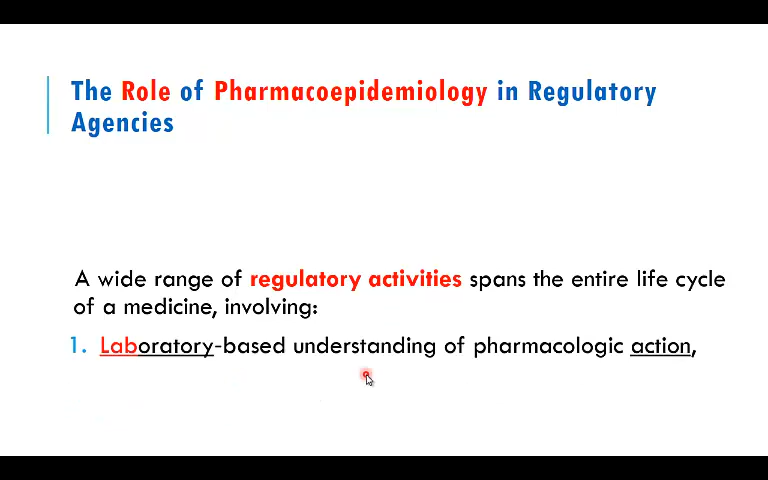 The Role of Pharmacoepidemiology in Regulatory
Agencies
A wide range of regulatory activities spans the entire life cycle
of a medicine, involving:
1. Laboratory-based understanding of pharmacologic action,